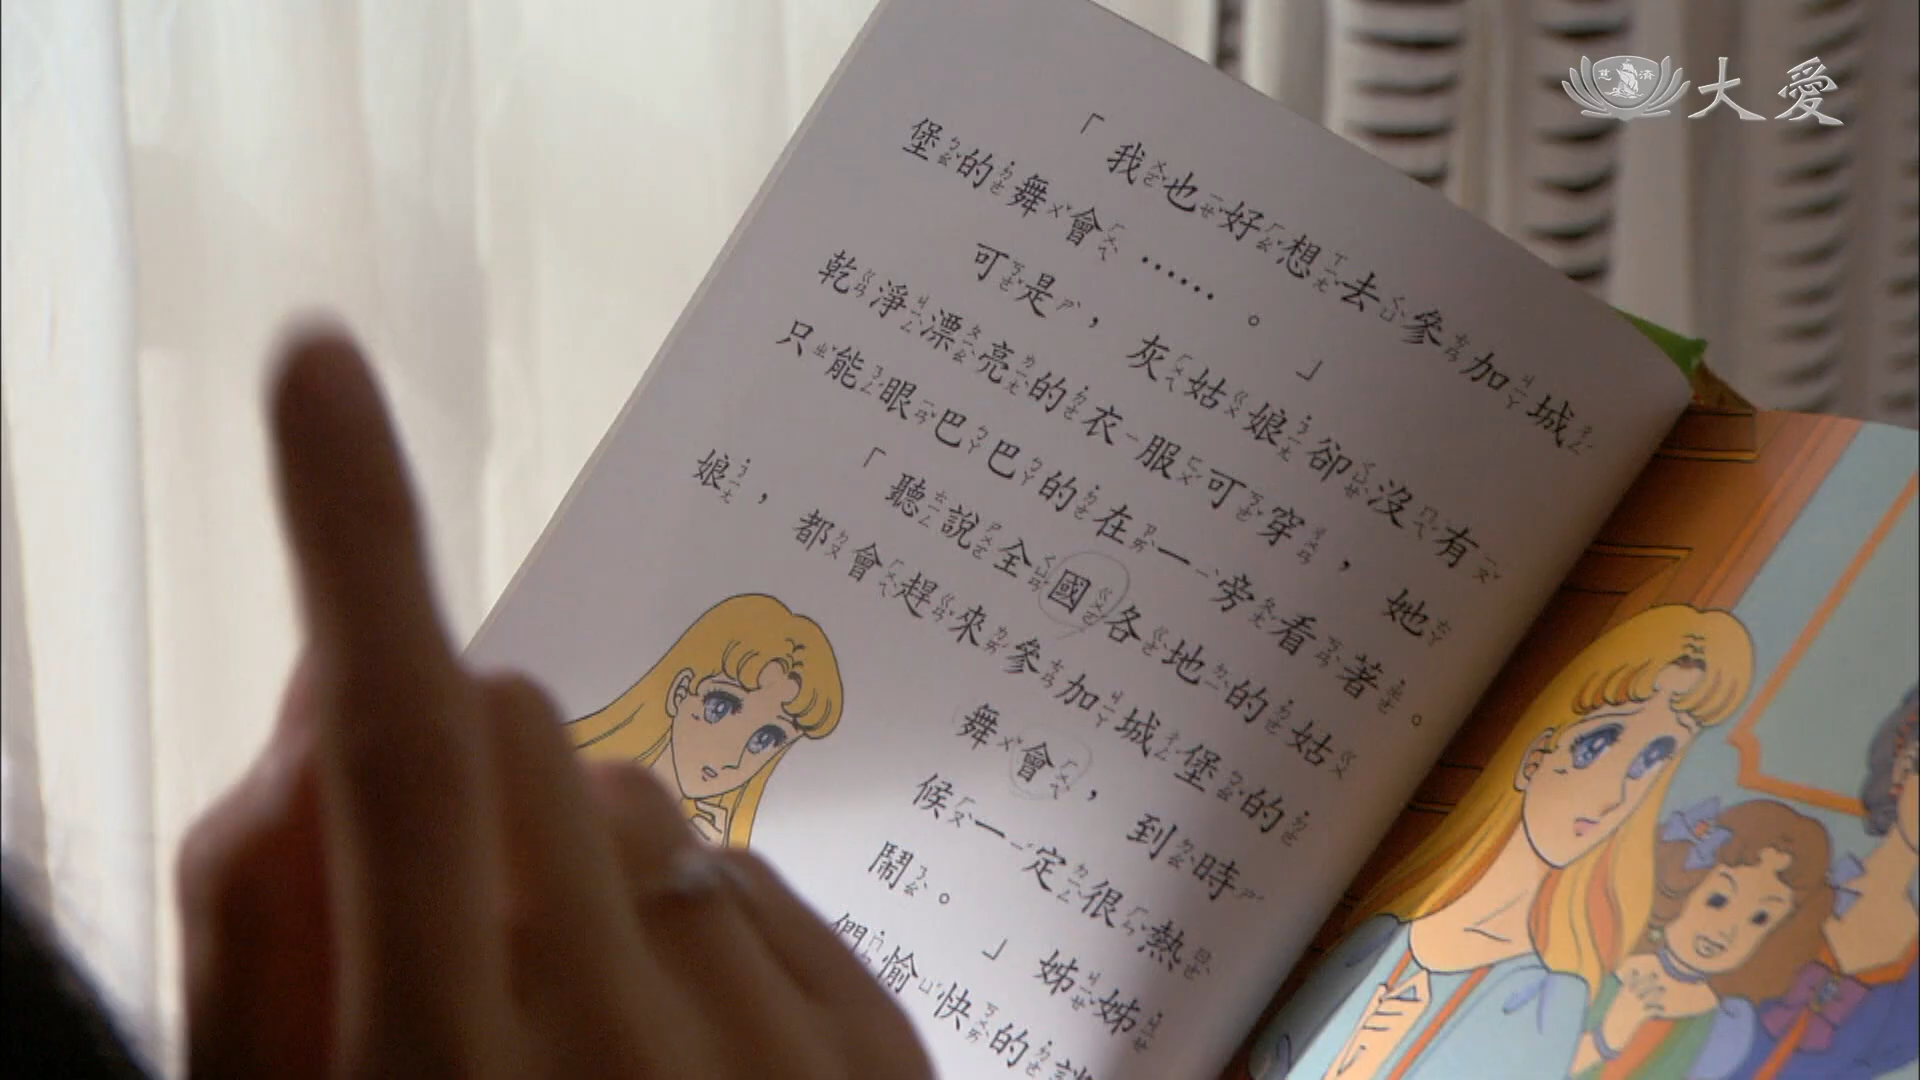 慈濟 大愛
「我也好想去參加城
堡的舞會……。」
可是，灰姑娘卻沒有
乾淨漂亮的衣服可穿，她
只能眼巴巴的在一旁看著。
「聽說全國各地的姑
娘，都會趕來參加城堡的
舞會，到時
候一定很熱
鬧。」姊姊
們愉快的